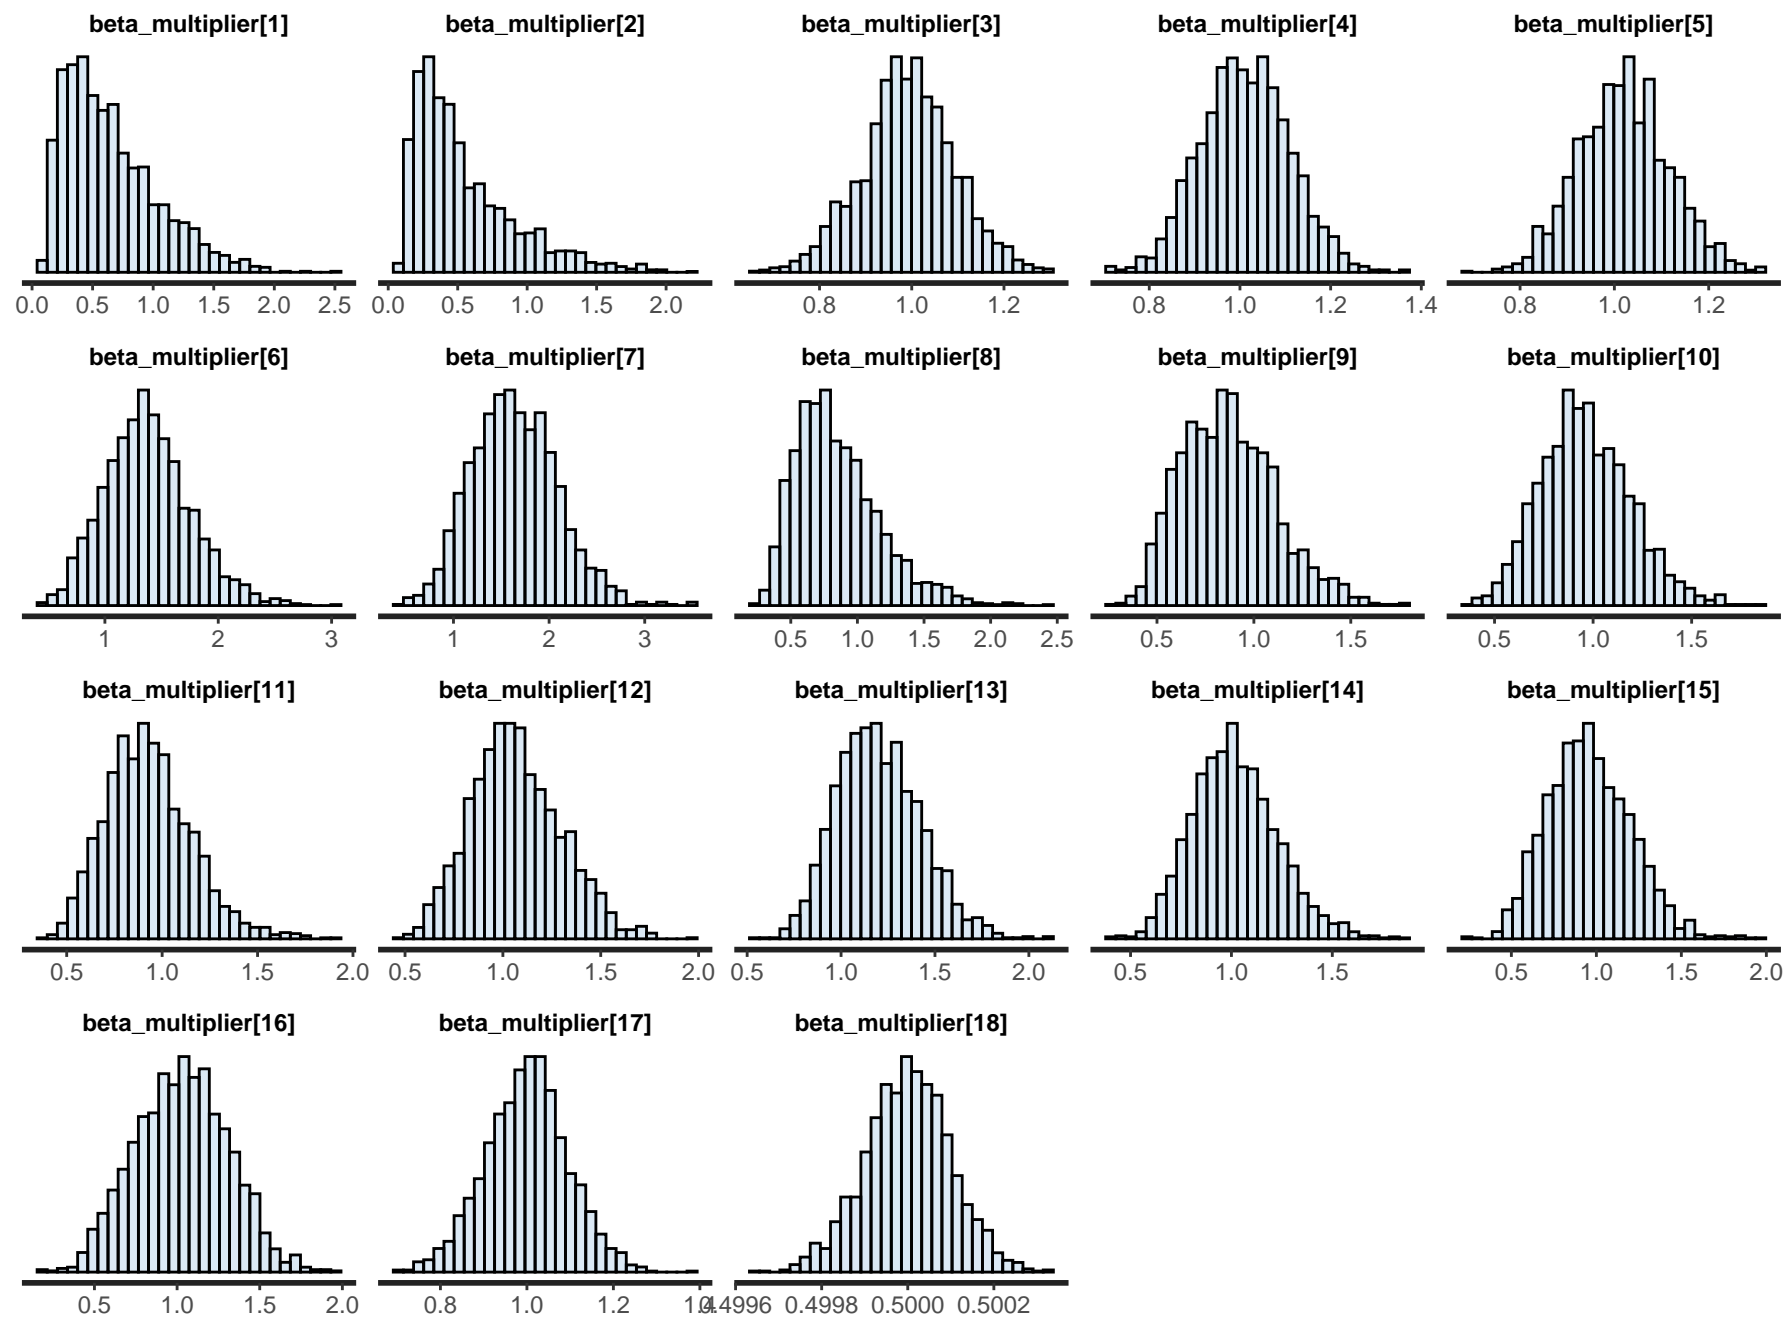 beta_multiplier[1] beta_multiplier[2] beta_multiplier[3] beta_multiplier[4] beta_multiplier[5]
0.0 0.5 1.0 1.5 2.0 2.5 0.0 0.5 1.0 1.5 2.0 0.8 1.0 1.2 0.8 1.0 1.2 1.4 0.8 1.0 1.2
beta_multiplier[6] beta_multiplier[7] beta_multiplier[8] beta_multiplier[9] beta_multiplier[10]
1 2 3 1 2 3 0.5 1.0 1.5 2.0 2.5 0.5 1.0 1.5 0.5 1.0 1.5
beta_multiplier[11] beta_multiplier[12] beta_multiplier[13] beta_multiplier[14] beta_multiplier[15]
0.5 1.0 1.5 2.0 0.5 1.0 1.5 2.0 0.5 1.0 1.5 2.0 0.5 1.0 1.5 0.5 1.0 1.5 2.0
beta_multiplier[16] beta_multiplier[17] beta_multiplier[18]
0.5 1.0 1.5 2.0 0.8 1.0 1.2 1.4 0.4996 0.4998 0.5000 0.5002